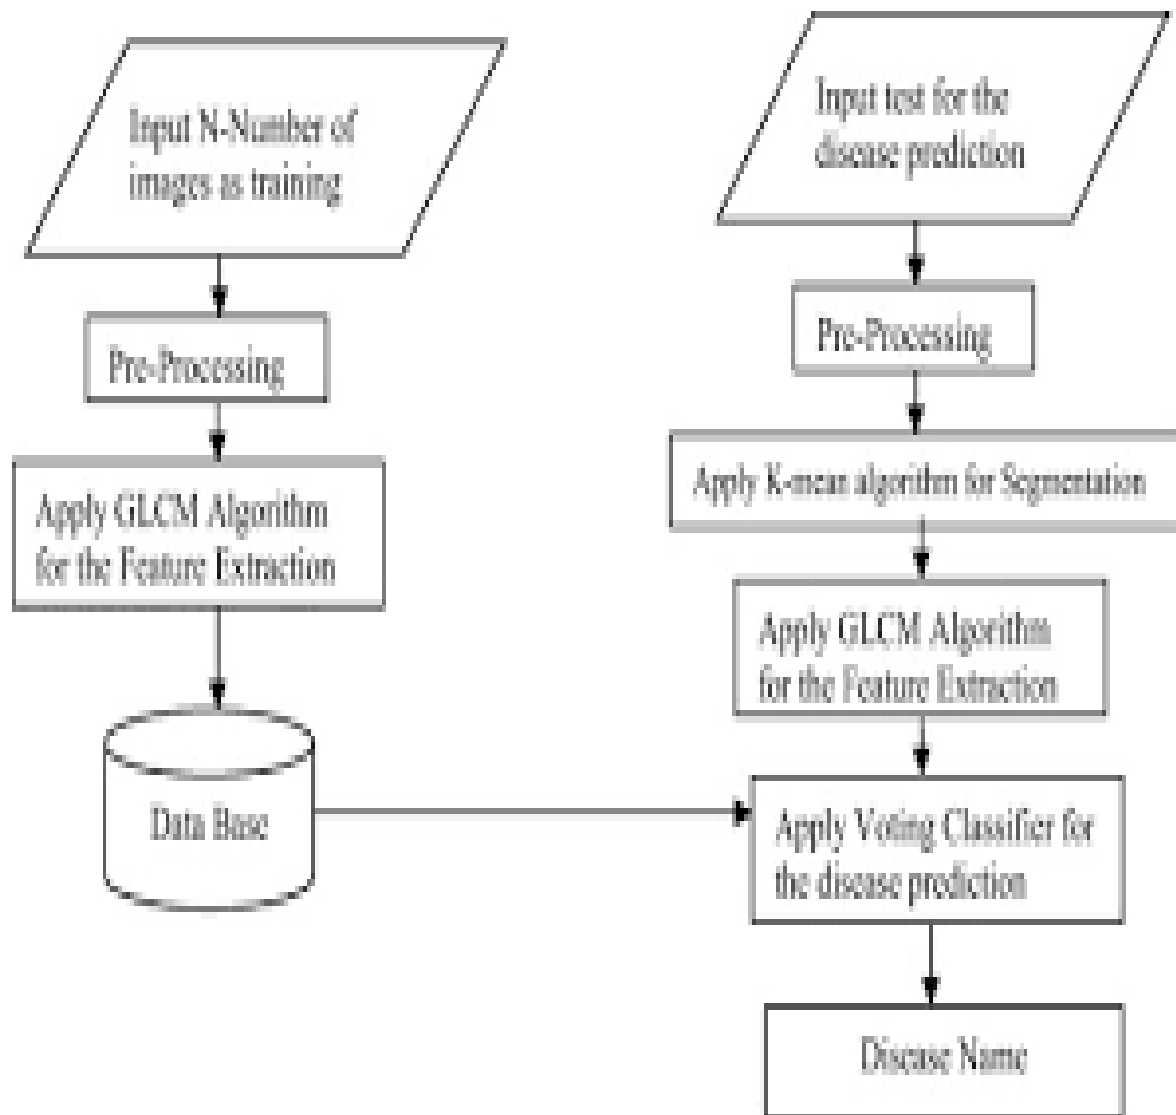 Input N-Number of
images as training
Pre-Processing
Apply GLCM Algorithm
for the Feature Extraction
Data Base
Input test for the
disease prediction
Pre-Processing
Apply K-mean algorithm for Segmentation
Apply GLCM Algorithm
for the Feature Extraction
Apply Voting Classifier for
the disease prediction
Disease Name